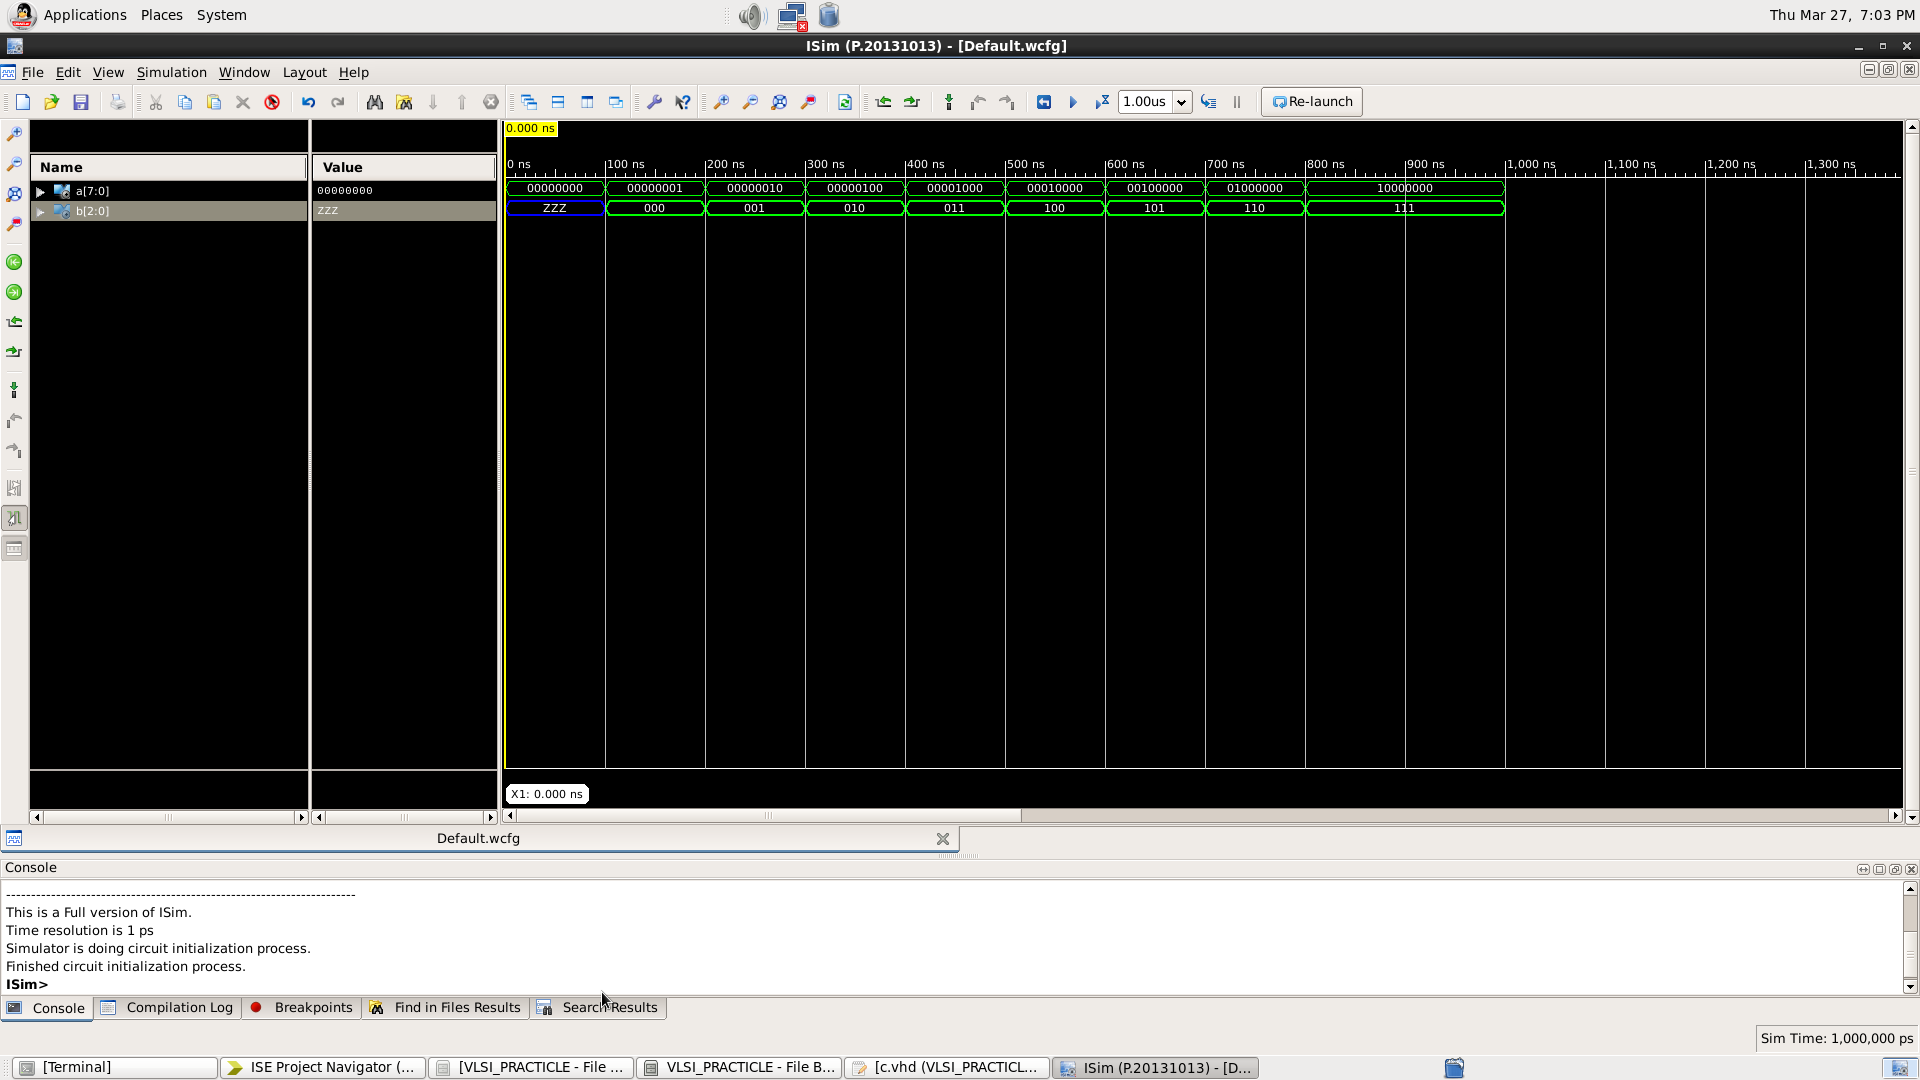 Applications Places System Thu Mar 27, 7:03 PM
ISim (P.20131013) - [Default.wcfg]
File Edit View Simulation Window Layout Help
1.00us Re-launch
0.000 ns
Name Value
0 ns 100 ns 200 ns 300 ns 400 ns 500 ns 600 ns 700 ns 800 ns 900 ns 1,000 ns 1,100 ns 1,200 ns 1,300 ns
a[7:0] 00000000 00000000 00000001 00000010 00000100 00001000 00010000 00100000 01000000 10000000
b[2:0] ZZZ ZZZ 000 001 010 011 100 101 110 111
X1: 0.000 ns
Default.wcfg
Console
----------------------------------------------------------------------
This is a Full version of ISim.
Time resolution is 1 ps
Simulator is doing circuit initialization process.
Finished circuit initialization process.
ISim>
Console Compilation Log Breakpoints Find in Files Results Search Results
Sim Time: 1,000,000 ps
[Terminal] ISE Project Navigator (... [VLSI_PRACTICLE - File ... VLSI_PRACTICLE - File B... [c.vhd (VLSI_PRACTICL... ISim (P.20131013) - [D...